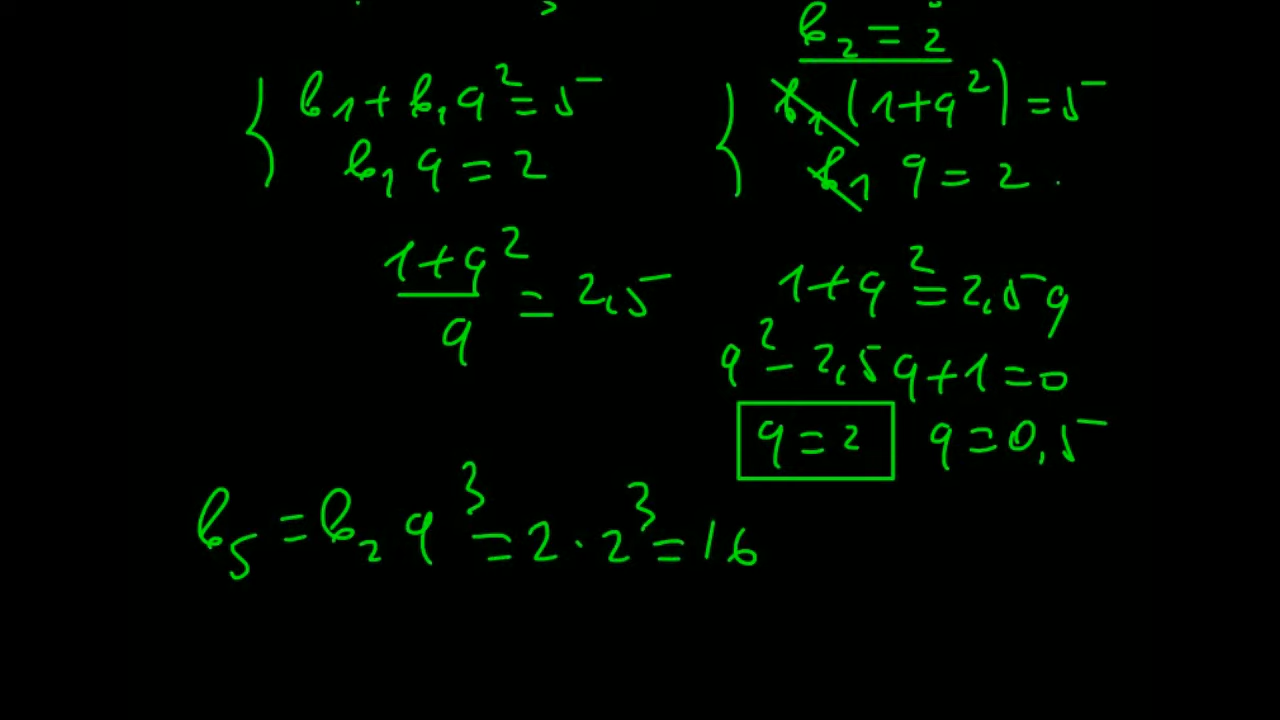 b₂ = 2
b₁ + b₁q² = 5
b₁q = 2
b₁(1+q²) = 5
b₁q = 2
(1+q²)/q = 2,5
1+q² = 2,5q
q² - 2,5q + 1 = 0
q = 2 q = 0,5
b₅ = b₂q³ = 2·2³ = 16